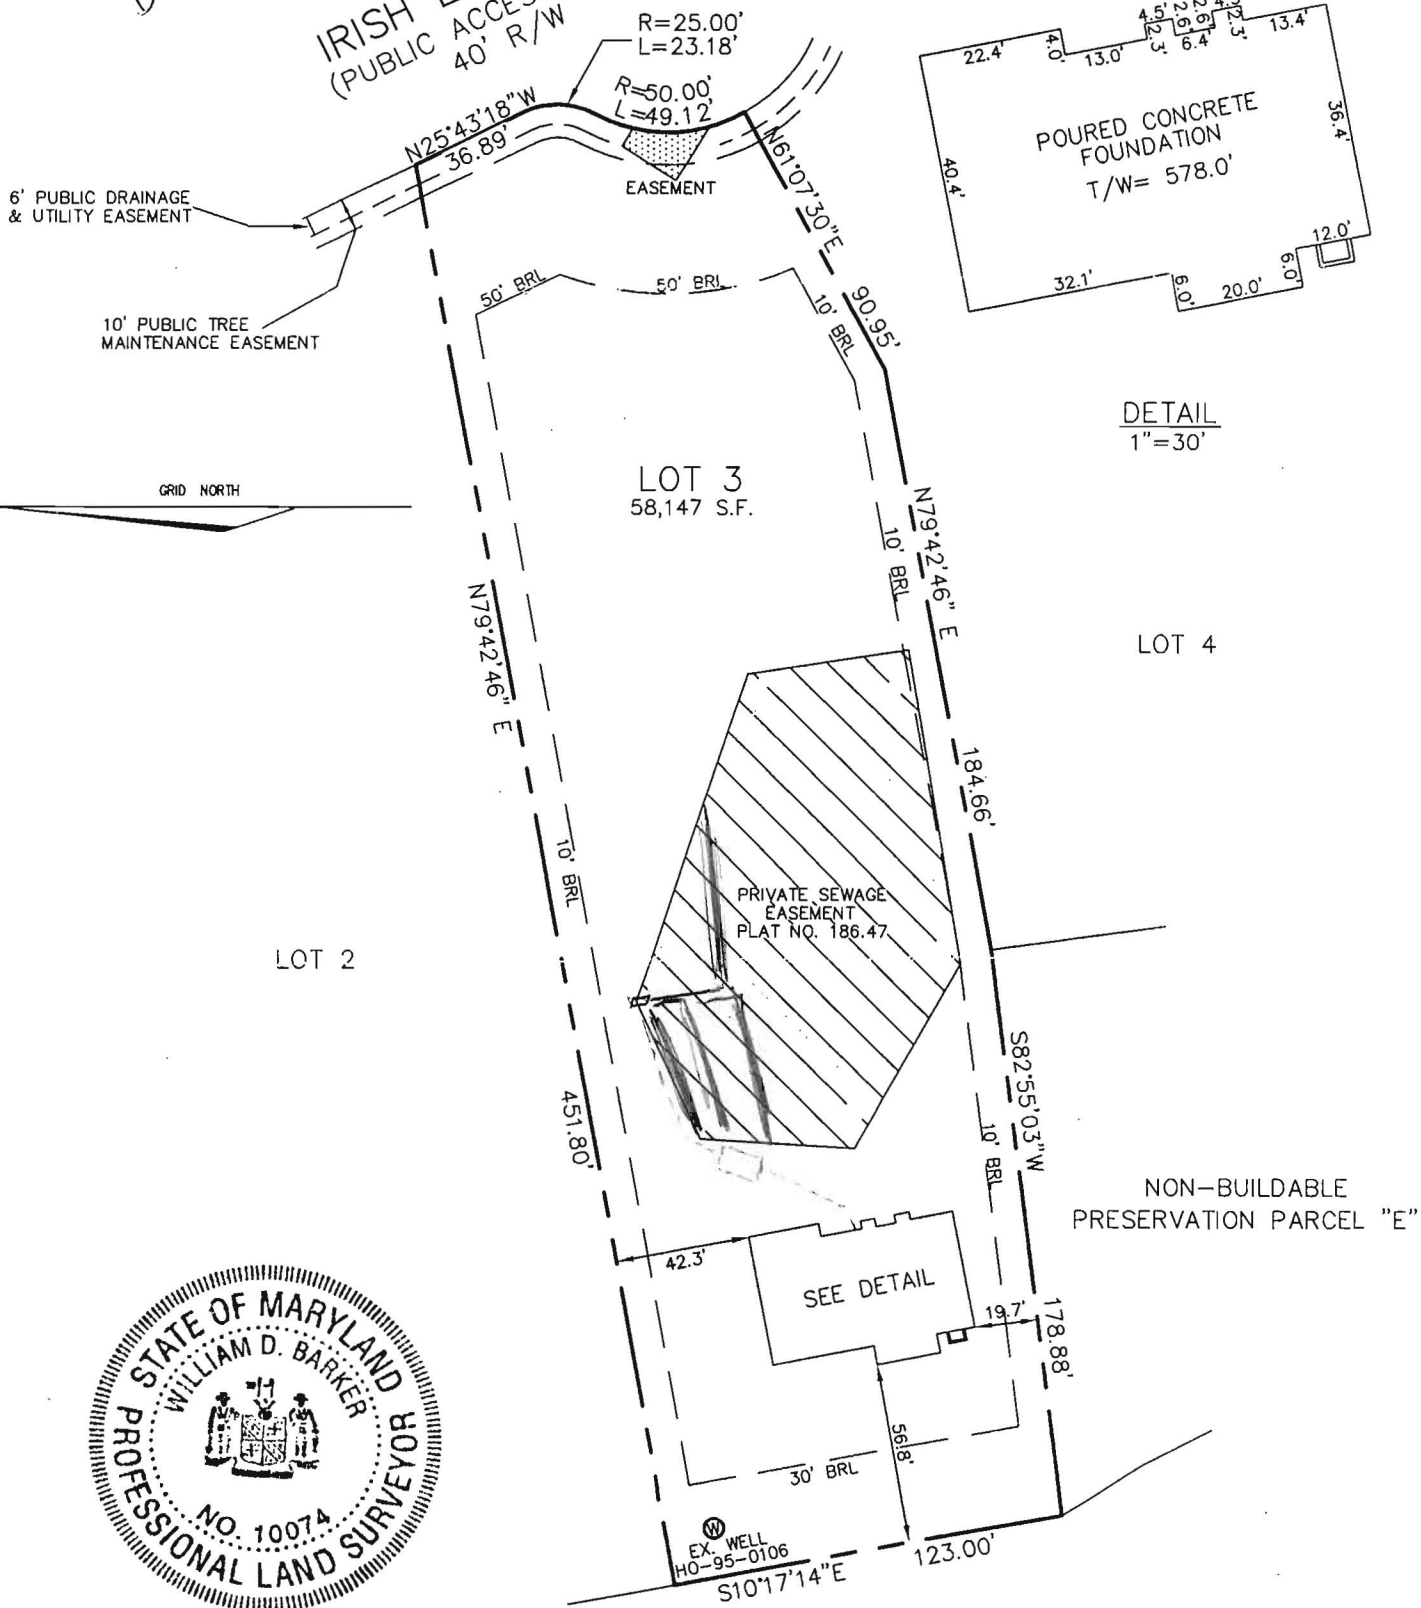 IRISH
(PUBLIC ACCES
40' R/W
R=25.00'
L=23.18'
R=50.00'
L=49.12'
N25°43'18"W
36.89'
6' PUBLIC DRAINAGE
& UTILITY EASEMENT
10' PUBLIC TREE
MAINTENANCE EASEMENT
EASEMENT
N61°07'30"E
90.95'
22.4'
4.0'
13.0'
4.5'
2.3'
2.6'
6.4'
2.6'
2.3'
13.4'
POURED CONCRETE
FOUNDATION
T/W= 578.0'
40.4'
36.4'
32.1'
6.0'
20.0'
6.0'
12.0'
DETAIL
1"=30'
50' BRL
50' BRL
10' BRL
GRID NORTH
LOT 3
58,147 S.F.
N79°42'46" E
10' BRL
N79°42'46" E
LOT 4
184.66'
10' BRL
PRIVATE SEWAGE
EASEMENT
PLAT NO. 186.47
LOT 2
451.80'
S82°55'03"W
10' BRL
NON-BUILDABLE
PRESERVATION PARCEL "E"
42.3'
SEE DETAIL
19.7'
178.88'
56.8'
30' BRL
W
EX. WELL
HO-95-0106
S10°17'14"E
123.00'
STATE OF MARYLAND
WILLIAM D. BARKER
NO. 10074
PROFESSIONAL LAND SURVEYOR